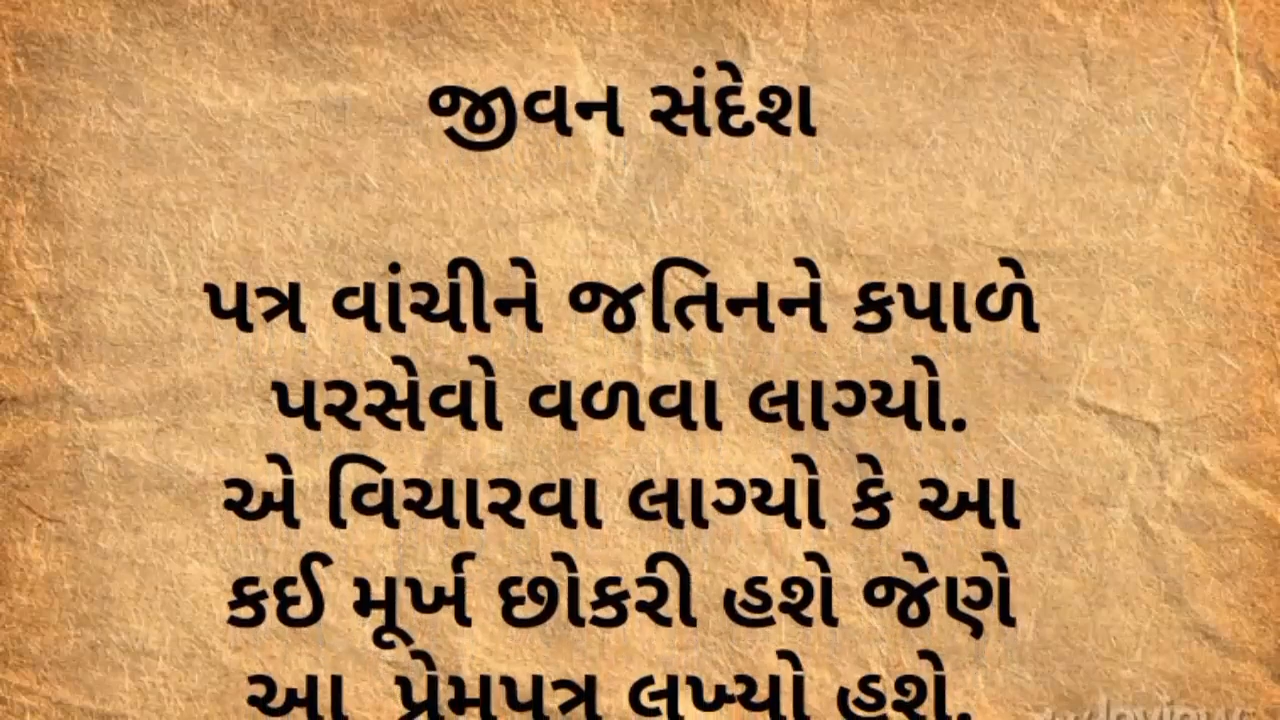 જીવન સંદેશ
પત્ર વાંચીને જતિનને કપાળે
પરસેવો વળવા લાગ્યો.
એ વિચારવા લાગ્યો કે આ
કઈ મૂર્ખ છોકરી હશે જેણે
આ પ્રેમપત્ર લખ્યો હશે.